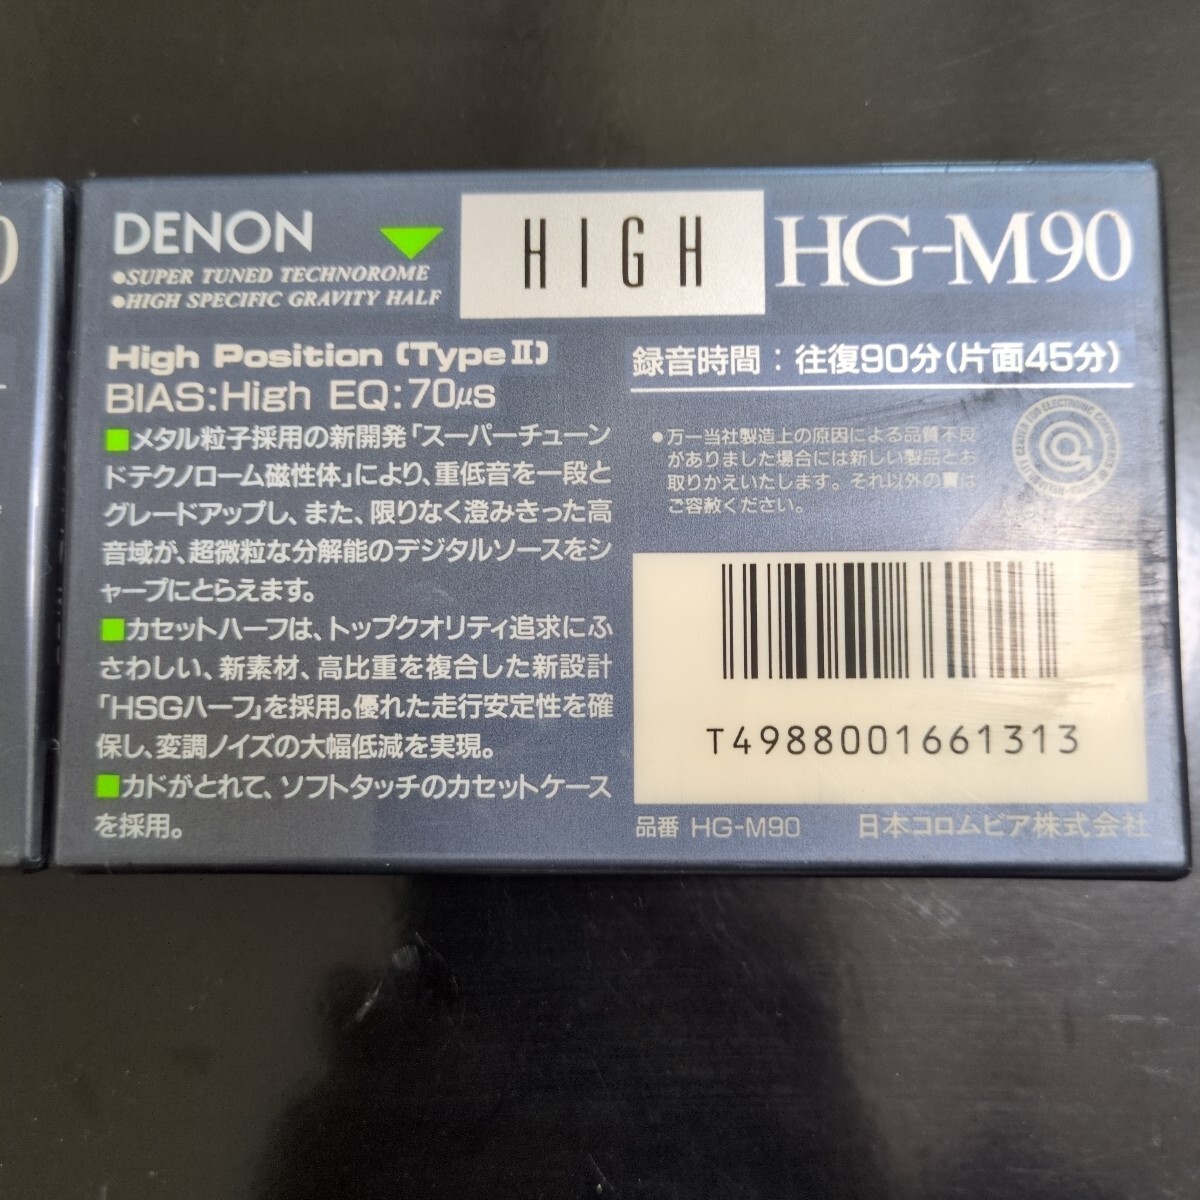 DENON
●SUPER TUNED TECHNOROME
●HIGH SPECIFIC GRAVITY HALF
HIGH
HG-M90
High Position (TypeⅡ)
BIAS:High EQ:70μs
■メタル粒子採用の新開発「スーパーチューン
ドテクノローム磁性体」により、重低音を一段と
グレードアップし、また、限りなく澄みきった高
音域が、超微粒な分解能のデジタルソースをシ
ャープにとらえます。
■カセットハーフは、トップクオリティ追求にふ
さわしい、新素材、高比重を複合した新設計
「HSGハーフ」を採用。優れた走行安定性を確
保し、変調ノイズの大幅低減を実現。
■カドがとれて、ソフトタッチのカセットケース
を採用。
録音時間：往復90分(片面45分)
●万一当社製造上の原因による品質不良
がありました場合には新しい製品とお
取りかえいたします。それ以外の責は
ご容赦ください。
T4988001661313
品番 HG-M90
日本コロムビア株式会社
0